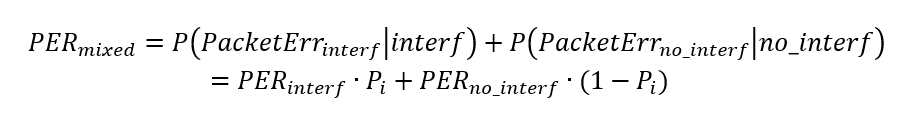 PER_mixed = P(PacketErr_interf|interf) + P(PacketErr_no_interf|no_interf)
= PER_interf · P_i + PER_no_interf · (1 − P_i)